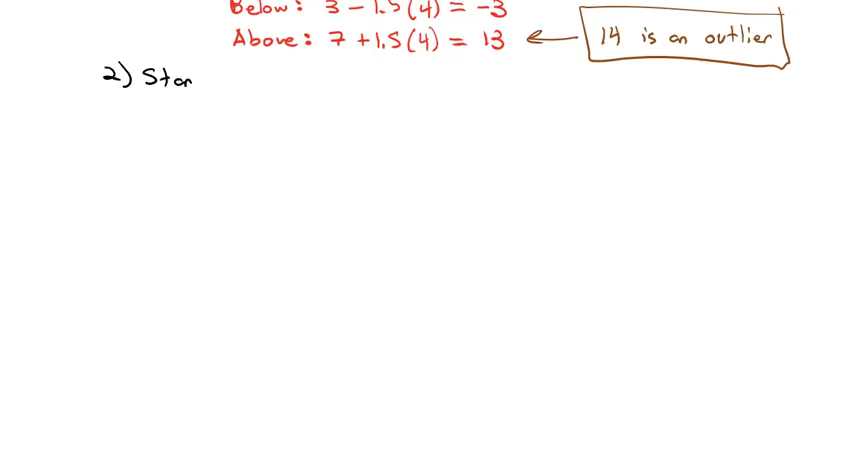 Below: 3 - 1.5(4) = -3
Above: 7 + 1.5(4) = 13
14 is an outlier
2) Stan